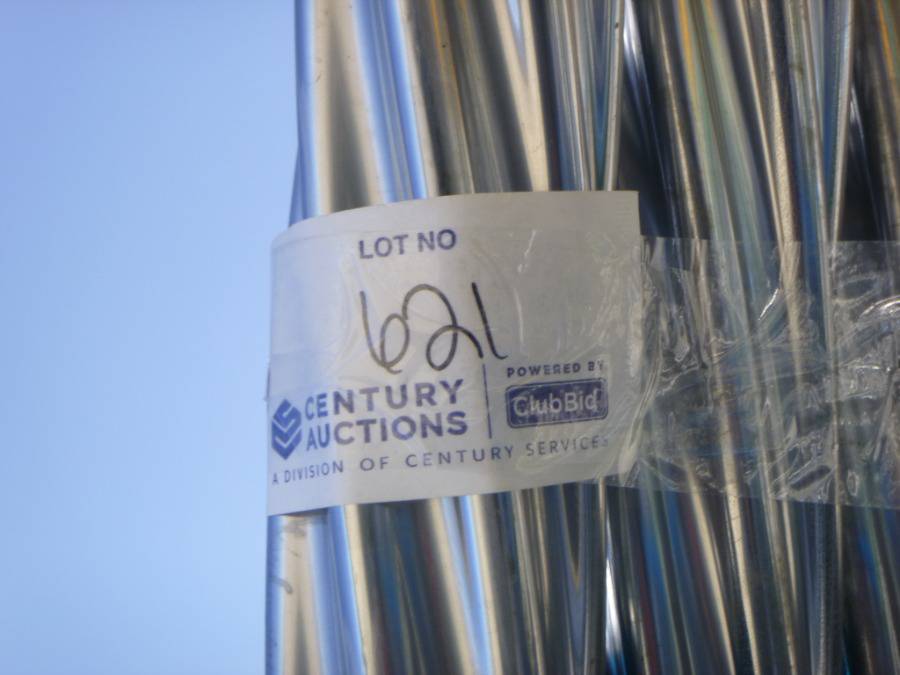 LOT NO
621
CENTURY
AUCTIONS
POWERED BY
ClubBid
A DIVISION OF CENTURY SERVICES